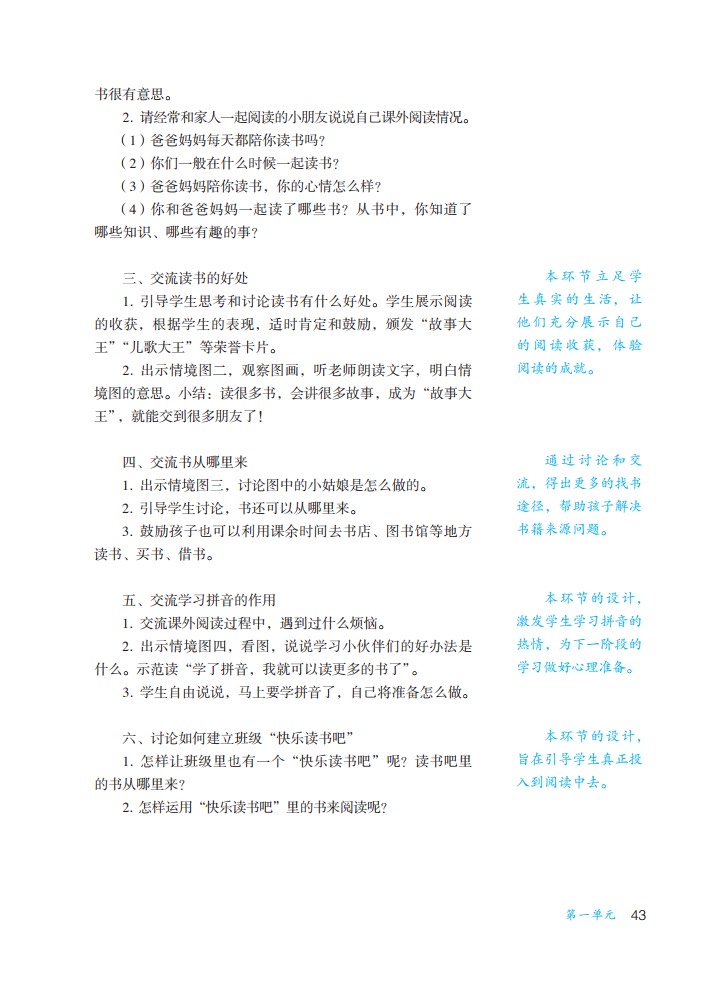 书很有意思。
2. 请经常和家人一起阅读的小朋友说说自己课外阅读情况。
（1）爸爸妈妈每天都陪你读书吗？
（2）你们一般在什么时候一起读书？
（3）爸爸妈妈陪你读书，你的心情怎么样？
（4）你和爸爸妈妈一起读了哪些书？从书中，你知道了
哪些知识、哪些有趣的事？
三、交流读书的好处
1. 引导学生思考和讨论读书有什么好处。学生展示阅读
的收获，根据学生的表现，适时肯定和鼓励，颁发“故事大
王”“儿歌大王”等荣誉卡片。
2. 出示情境图二，观察图画，听老师朗读文字，明白情
境图的意思。小结：读很多书，会讲很多故事，成为“故事大
王”，就能交到很多朋友了！
本环节立足学
生真实的生活，让
他们充分展示自己
的阅读收获，体验
阅读的成就。
四、交流书从哪里来
1. 出示情境图三，讨论图中的小姑娘是怎么做的。
2. 引导学生讨论，书还可以从哪里来。
3. 鼓励孩子也可以利用课余时间去书店、图书馆等地方
读书、买书、借书。
通过讨论和交
流，得出更多的找书
途径，帮助孩子解决
书籍来源问题。
五、交流学习拼音的作用
1. 交流课外阅读过程中，遇到过什么烦恼。
2. 出示情境图四，看图，说说学习小伙伴们的好办法是
什么。示范读“学了拼音，我就可以读更多的书了”。
3. 学生自由说说，马上要学拼音了，自己将准备怎么做。
本环节的设计，
激发学生学习拼音的
热情，为下一阶段的
学习做好心理准备。
六、讨论如何建立班级“快乐读书吧”
1. 怎样让班级里也有一个“快乐读书吧”呢？读书吧里
的书从哪里来？
2. 怎样运用“快乐读书吧”里的书来阅读呢？
本环节的设计，
旨在引导学生真正投
入到阅读中去。
第一单元 43